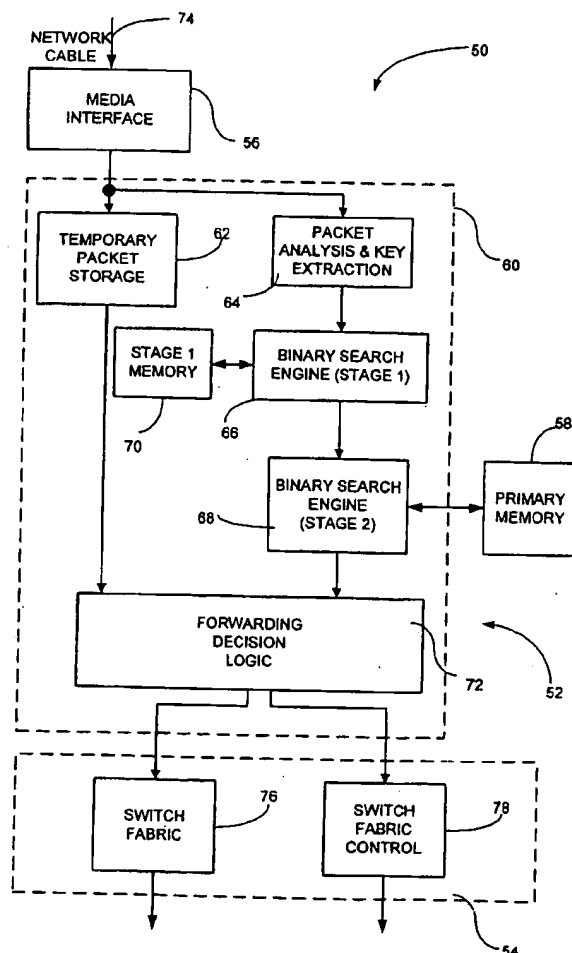 74
NETWORK
CABLE
50
MEDIA
INTERFACE
56
TEMPORARY
PACKET
STORAGE
62
PACKET
ANALYSIS & KEY
EXTRACTION
64
60
STAGE 1
MEMORY
70
BINARY SEARCH
ENGINE (STAGE 1)
66
58
BINARY SEARCH
ENGINE
(STAGE 2)
68
PRIMARY
MEMORY
FORWARDING
DECISION
LOGIC
72
52
SWITCH
FABRIC
76
SWITCH
FABRIC
CONTROL
78
54